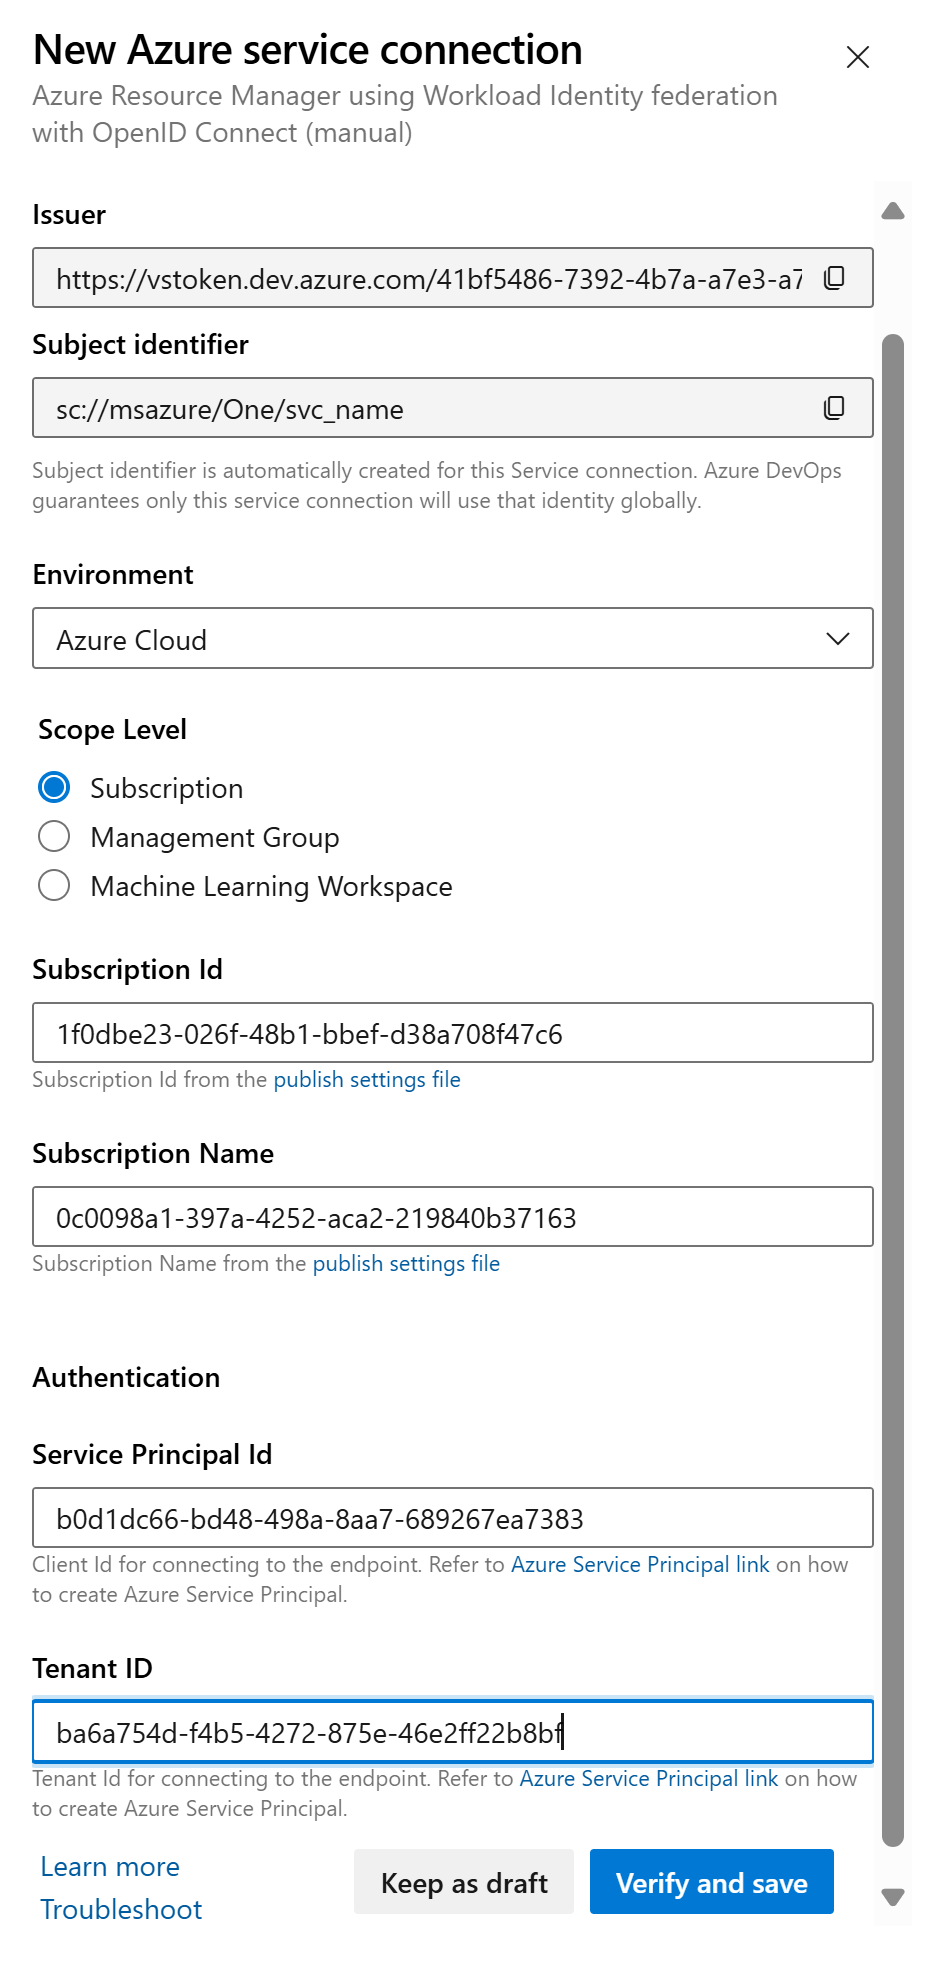 New Azure service connection
Azure Resource Manager using Workload Identity federation
with OpenID Connect (manual)
Issuer
https://vstoken.dev.azure.com/41bf5486-7392-4b7a-a7e3-a7
Subject identifier
sc://msazure/One/svc_name
Subject identifier is automatically created for this Service connection. Azure DevOps
guarantees only this service connection will use that identity globally.
Environment
Azure Cloud
Scope Level
Subscription
Management Group
Machine Learning Workspace
Subscription Id
1f0dbe23-026f-48b1-bbef-d38a708f47c6
Subscription Id from the publish settings file
Subscription Name
0c0098a1-397a-4252-aca2-219840b37163
Subscription Name from the publish settings file
Authentication
Service Principal Id
b0d1dc66-bd48-498a-8aa7-689267ea7383
Client Id for connecting to the endpoint. Refer to Azure Service Principal link on how
to create Azure Service Principal.
Tenant ID
ba6a754d-f4b5-4272-875e-46e2ff22b8bf
Tenant Id for connecting to the endpoint. Refer to Azure Service Principal link on how
to create Azure Service Principal.
Learn more
Troubleshoot
Keep as draft
Verify and save